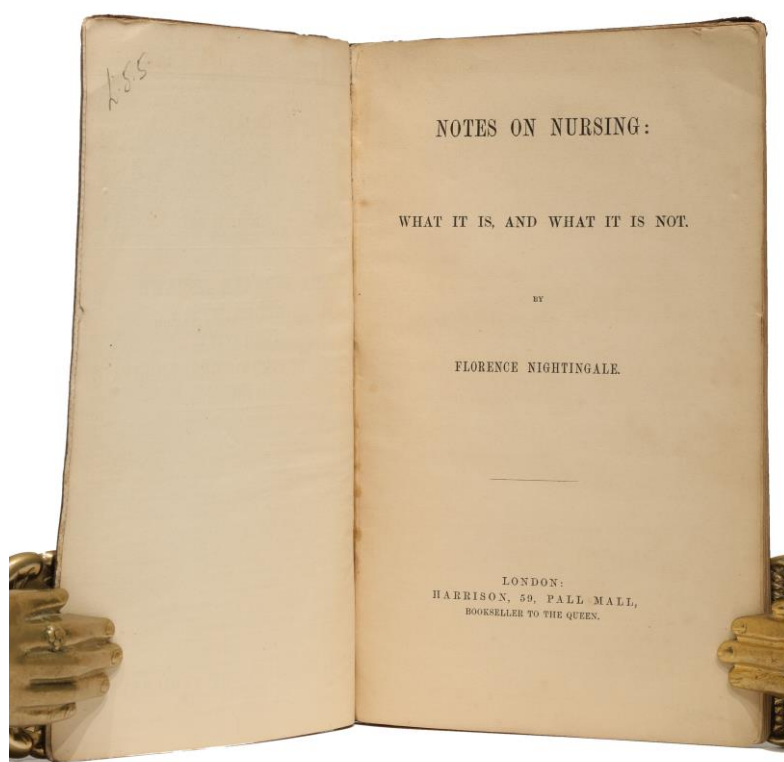 NOTES ON NURSING:
WHAT IT IS, AND WHAT IT IS NOT.
BY
FLORENCE NIGHTINGALE.
LONDON:
HARRISON, 59, PALL MALL,
BOOKSELLER TO THE QUEEN.